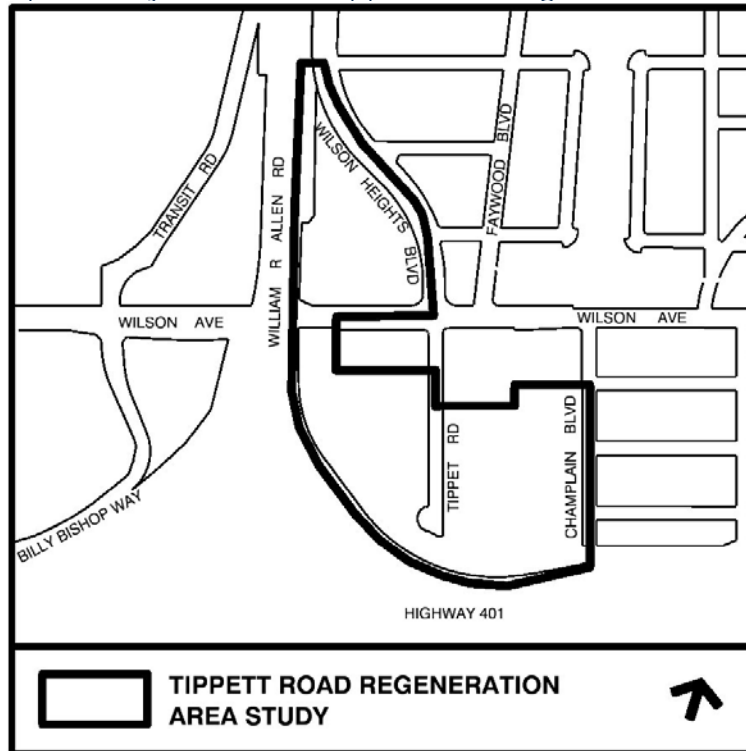 TRANSIT RD
WILLIAM R ALLEN RD
WILSON HEIGHTS BLVD
FAYWOOD BLVD
WILSON AVE
WILSON AVE
TIPPET RD
CHAMPLAIN BLVD
BILLY BISHOP WAY
HIGHWAY 401
TIPPETT ROAD REGENERATION
AREA STUDY